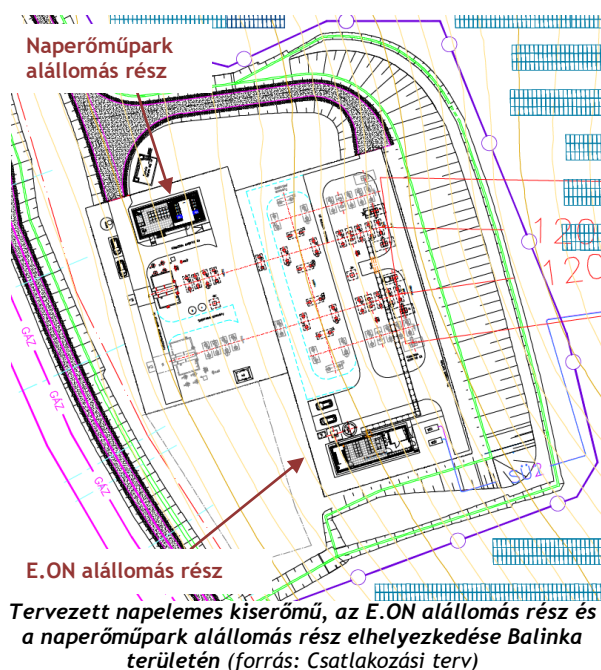 Naperőműpark
alállomás rész
120
120
GÁZ
GÁZ
GÁZ
SÜ2
E.ON alállomás rész
Tervezett napelemes kiserőmű, az E.ON alállomás rész és
a naperőműpark alállomás rész elhelyezkedése Balinka
területén (forrás: Csatlakozási terv)